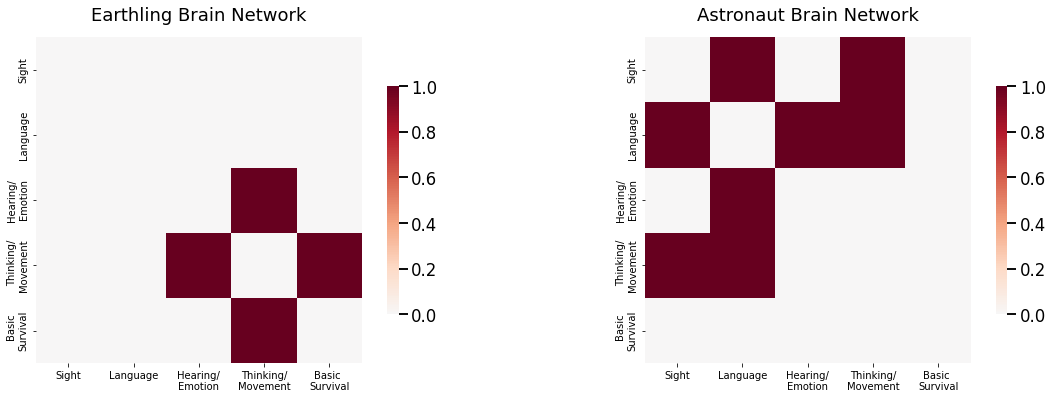 Earthling Brain Network
Sight
Language
Hearing/
Emotion
Thinking/
Movement
Basic
Survival
Sight
Language
Hearing/
Emotion
Thinking/
Movement
Basic
Survival
1.0
0.8
0.6
0.4
0.2
0.0
Astronaut Brain Network
Sight
Language
Hearing/
Emotion
Thinking/
Movement
Basic
Survival
Sight
Language
Hearing/
Emotion
Thinking/
Movement
Basic
Survival
1.0
0.8
0.6
0.4
0.2
0.0